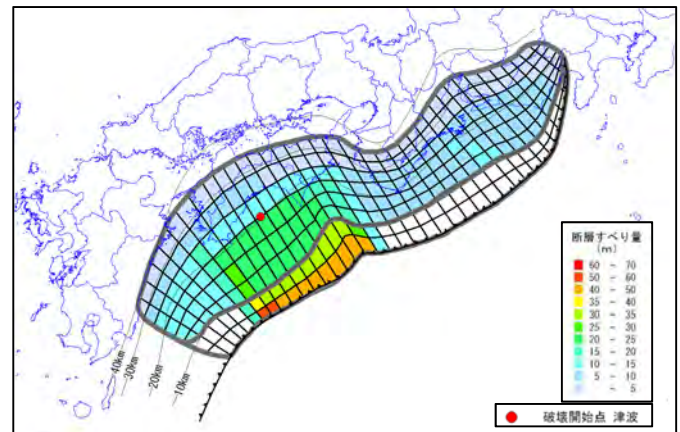 40km
30km
20km
10km
断層すべり量
(m)
60 － 70
50 － 60
40 － 50
35 － 40
30 － 35
25 － 30
20 － 25
15 － 20
10 － 15
5 － 10
－ 5
破壊開始点 津波